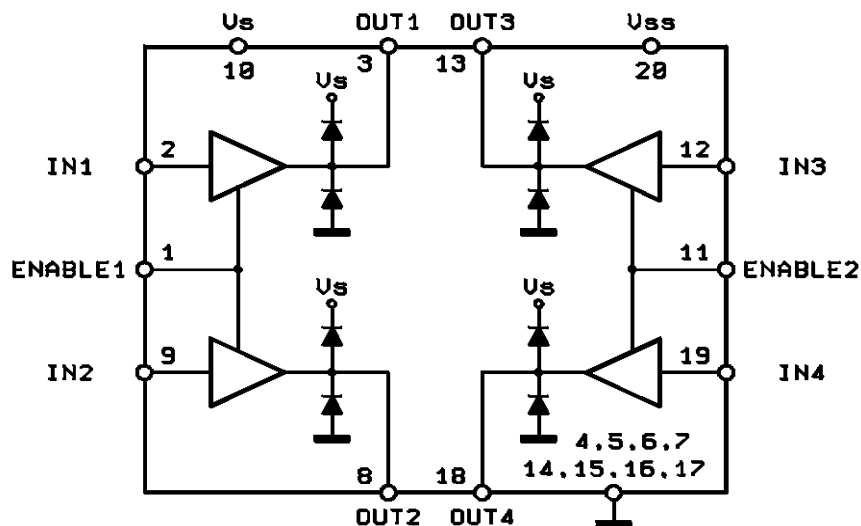 Vs OUT1 OUT3 Vss
10 3 13 20
Vs Vs
IN1 2 12 IN3
ENABLE1 1 11 ENABLE2
Vs Vs
IN2 9 19 IN4
4,5,6,7
8 18 14,15,16,17
OUT2 OUT4